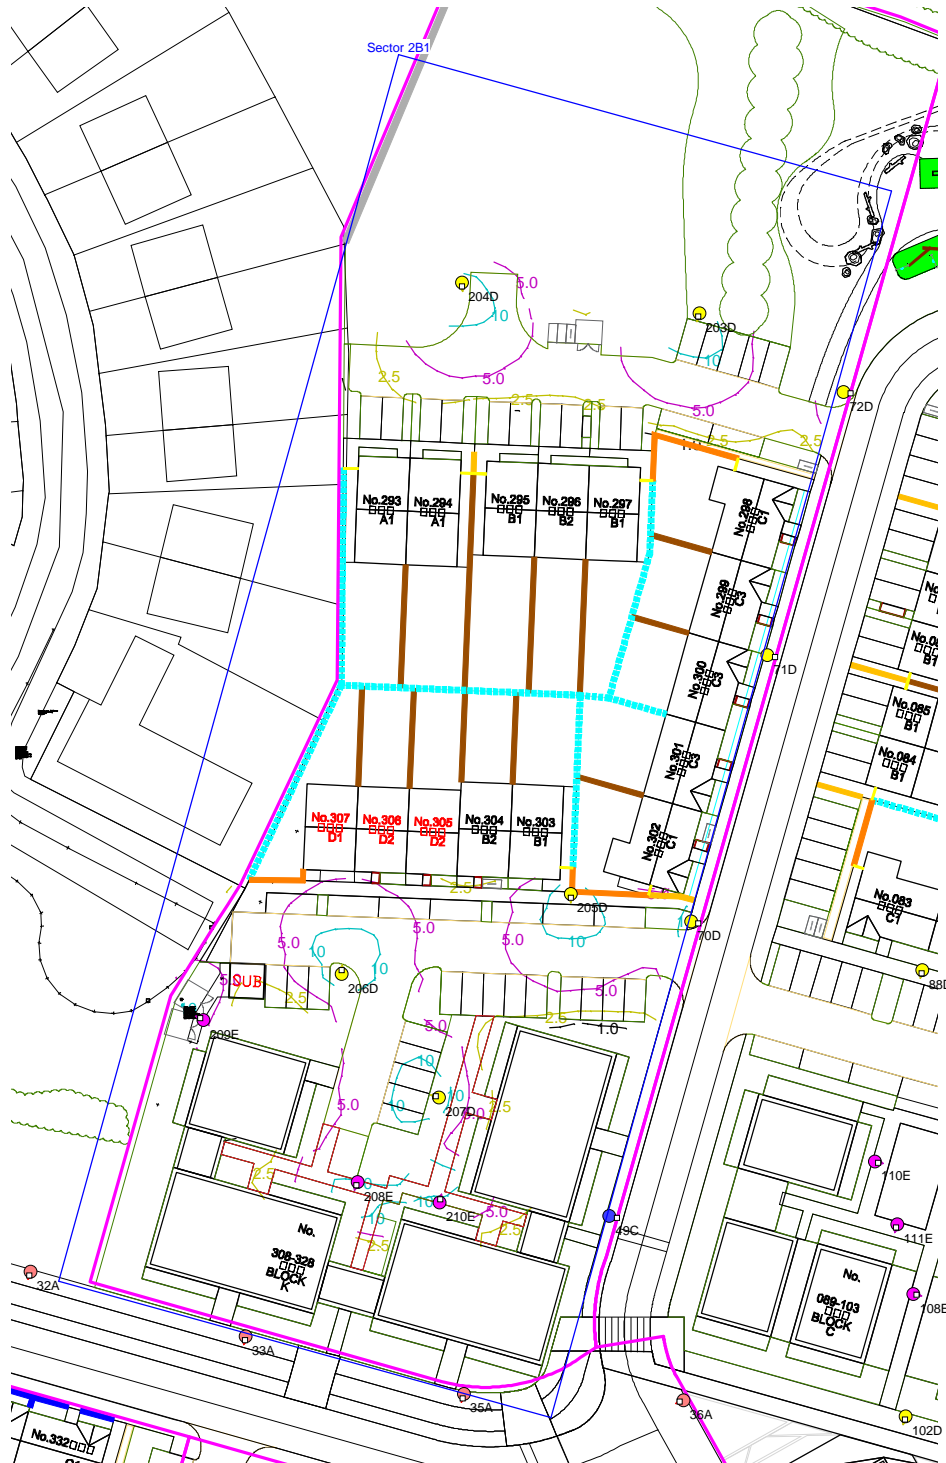 Sector 2B1
204D
5.0
10
203D
10
5.0
2.5
5.0
72D
2.5
2.5
2.5
2.5
No.293
A1
No.294
A1
No.295
B1
No.296
B2
No.297
B1
No.298
C1
No.299
C3
No.300
C3
71D
No.301
C3
No.302
C1
B1
No.085
B1
No.084
B1
No.083
C1
No.307
D1
No.306
D2
No.305
D2
No.304
B2
No.303
B1
2.5
205D
70D
5.0
10
5.0
5.0
10
10
SUB
2.5
206D
5.0
88D
209E
5.0
2.5
1.0
10
5.0
10
10
207D
5.0
2.5
2.5
208E
10
10
210E
5.0
2.5
2.5
49C
110E
111E
No.
308-328
BLOCK
K
No.
089-103
BLOCK
C
108E
32A
33A
35A
36A
102D
No.332